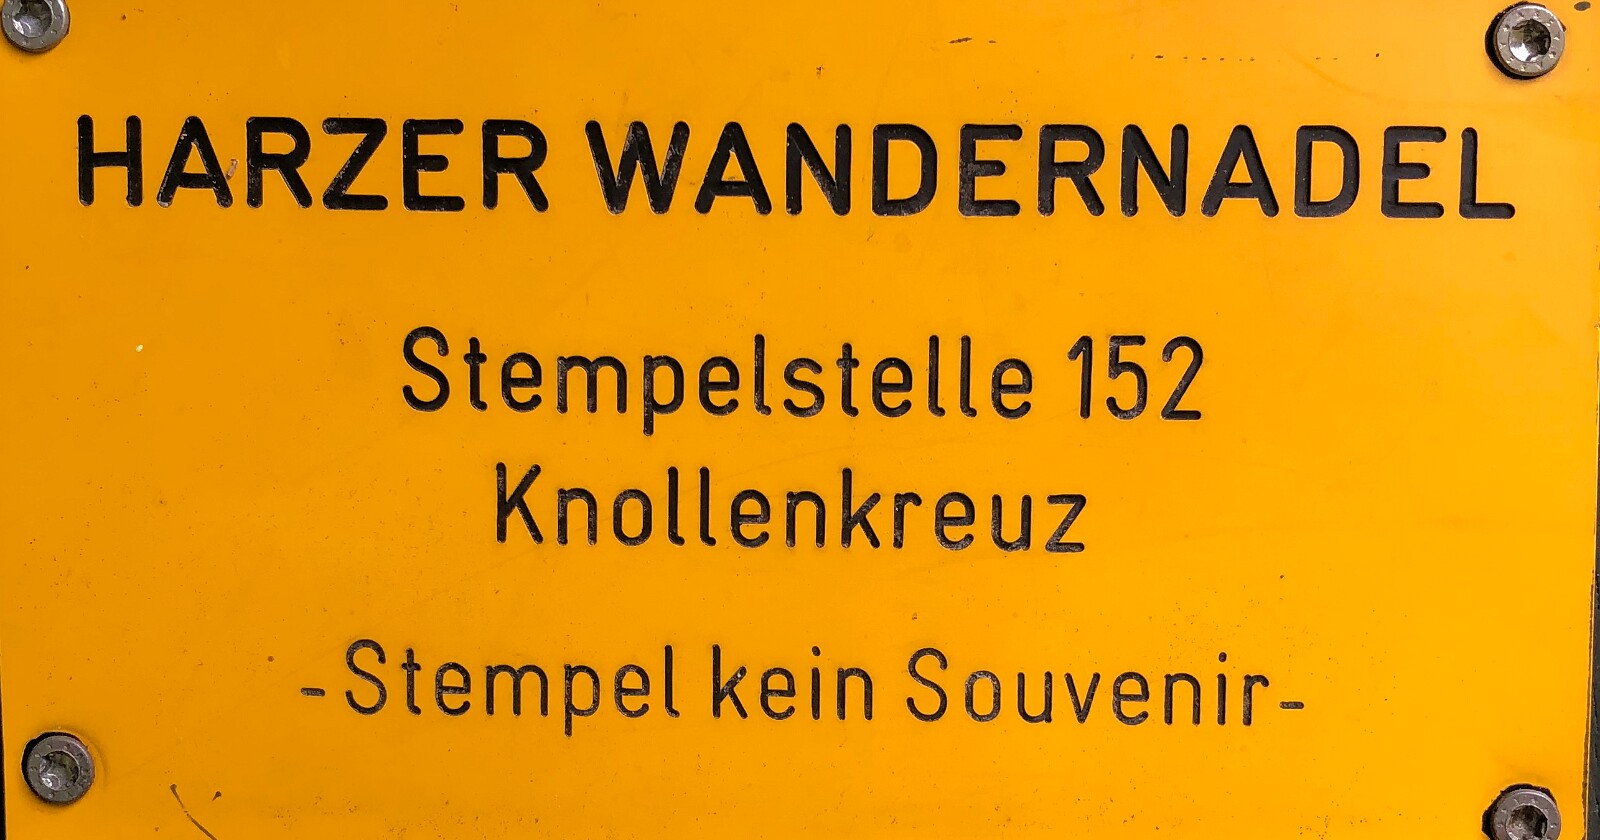 HARZER WANDERNADEL
Stempelstelle 152
Knollenkreuz
-Stempel kein Souvenir-